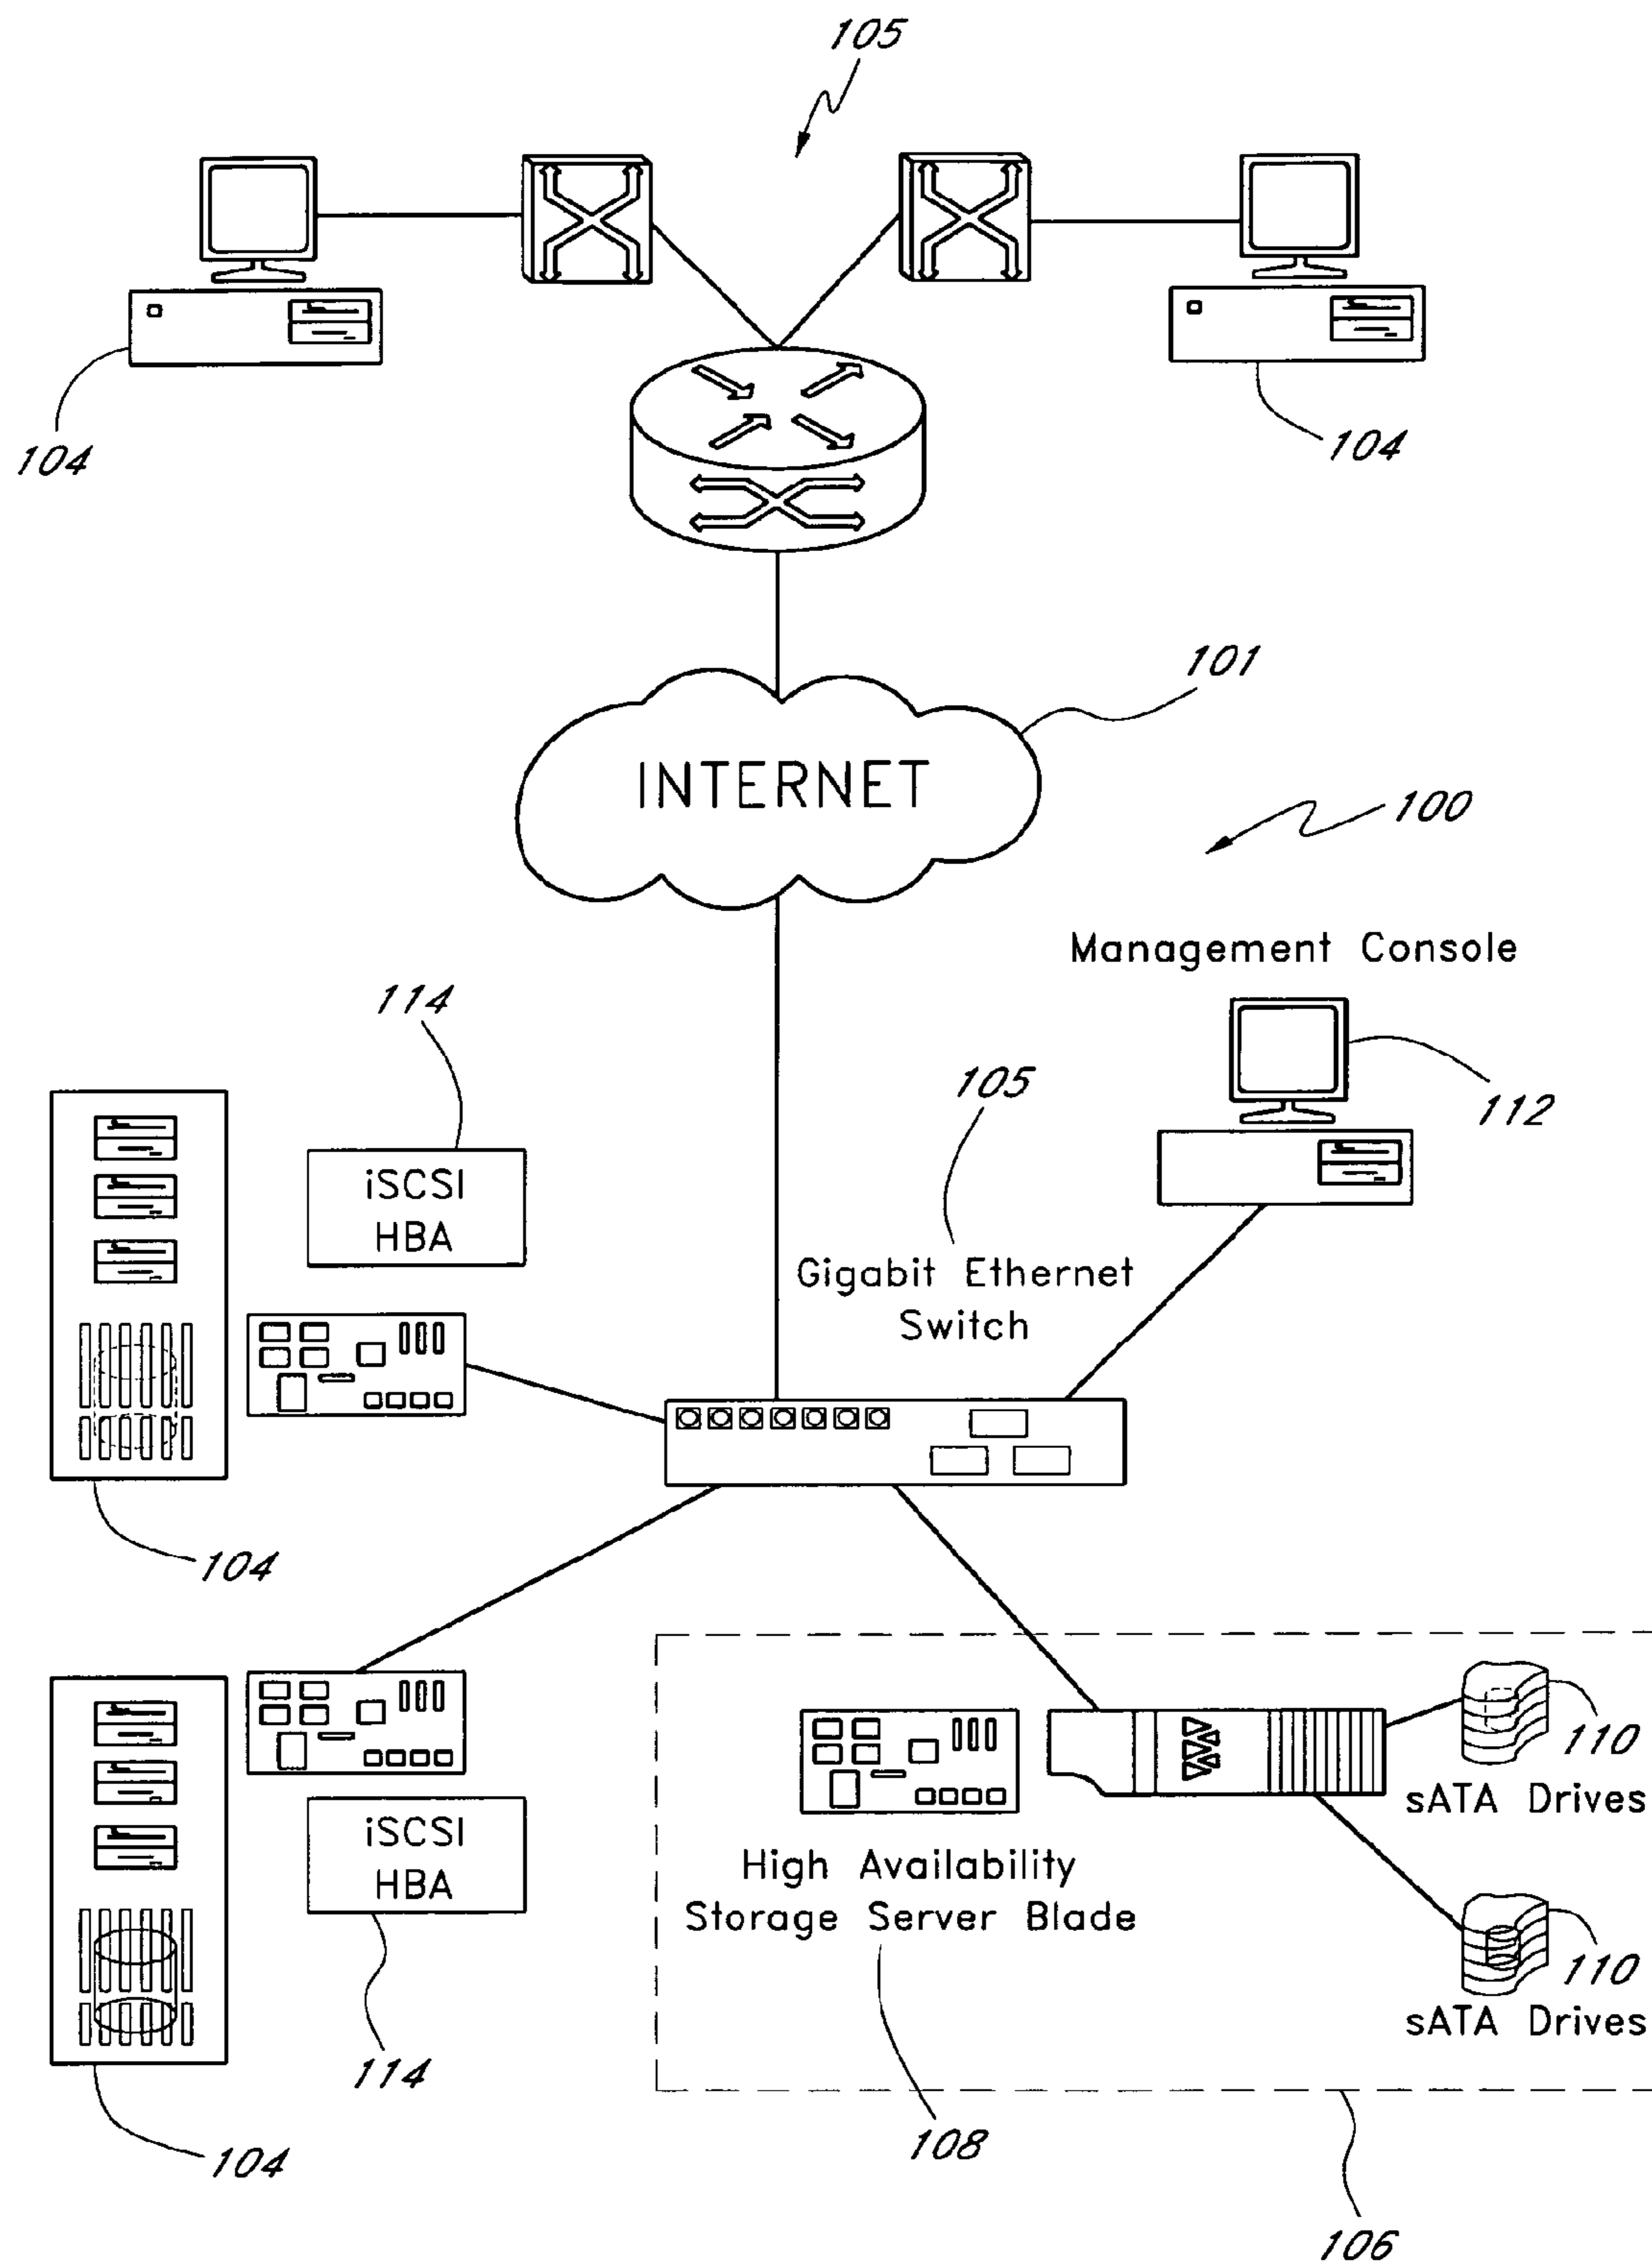 105
104
104
101
INTERNET
100
Management Console
114
105
112
iSCSI
HBA
Gigabit Ethernet
Switch
104
110
sATA Drives
iSCSI
HBA
High Availability
Storage Server Blade
110
sATA Drives
114
108
104
106